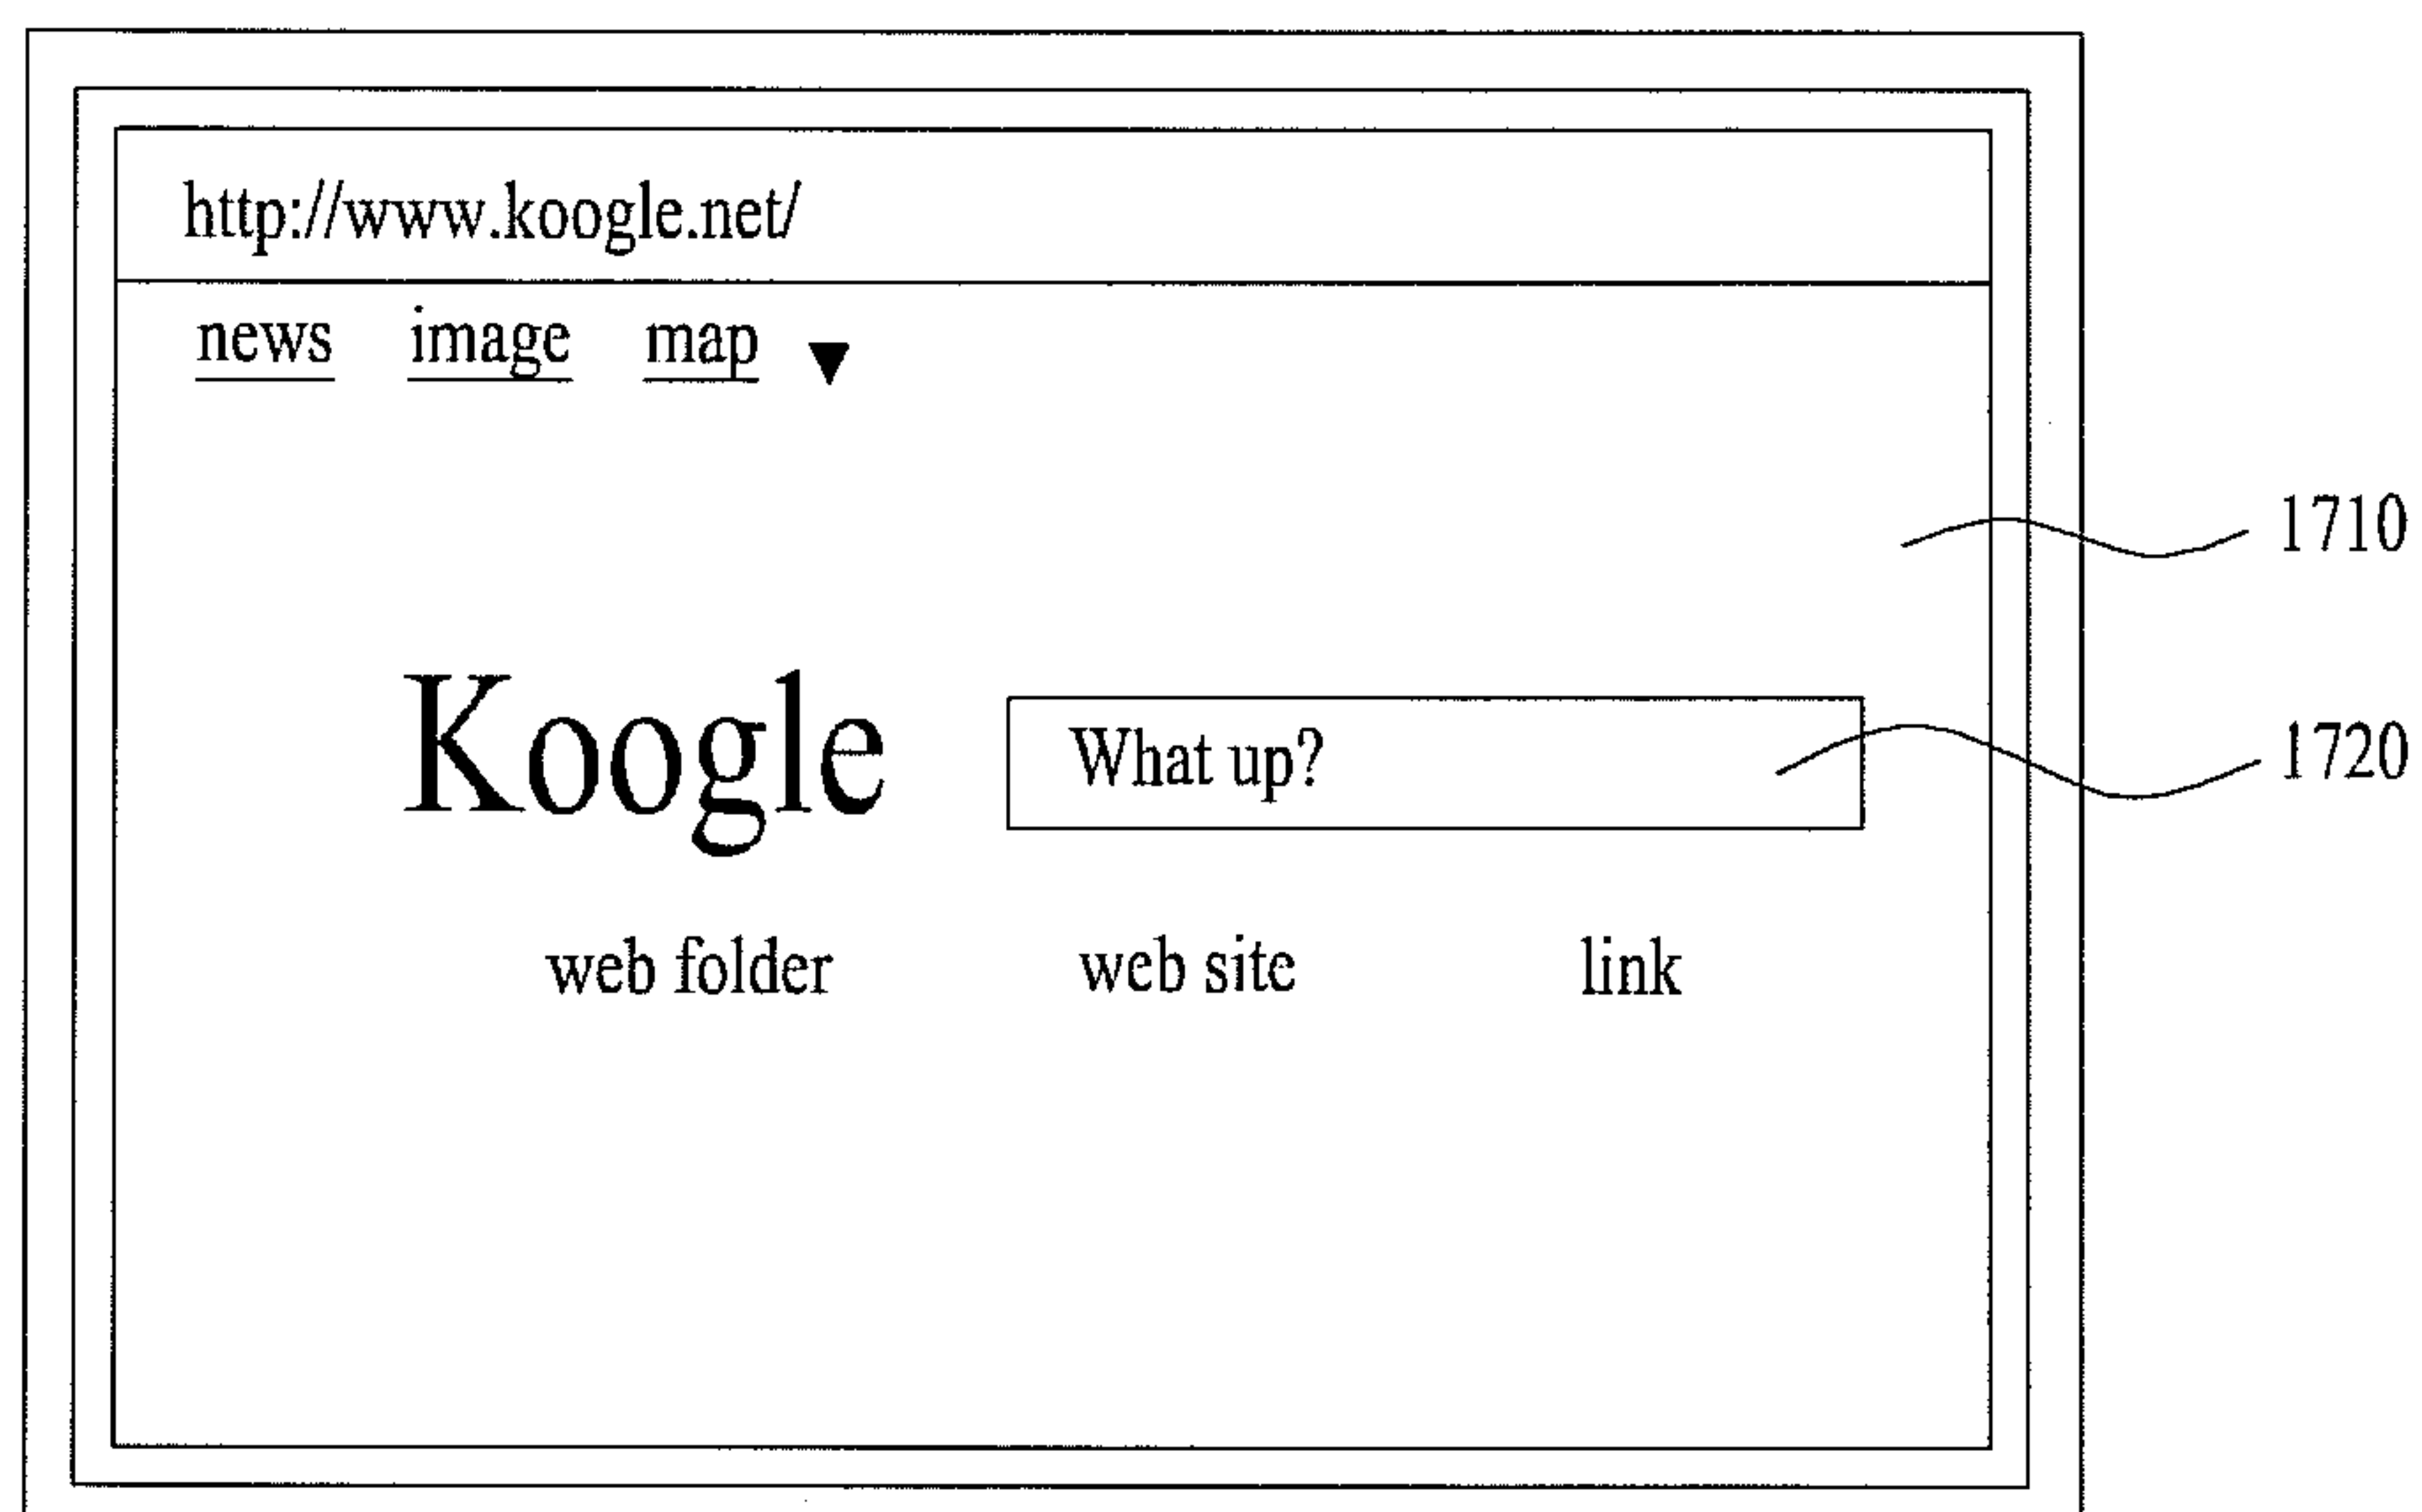 http://www.koogle.net/
news image map ▼
1710
Koogle What up? 1720
web folder web site link